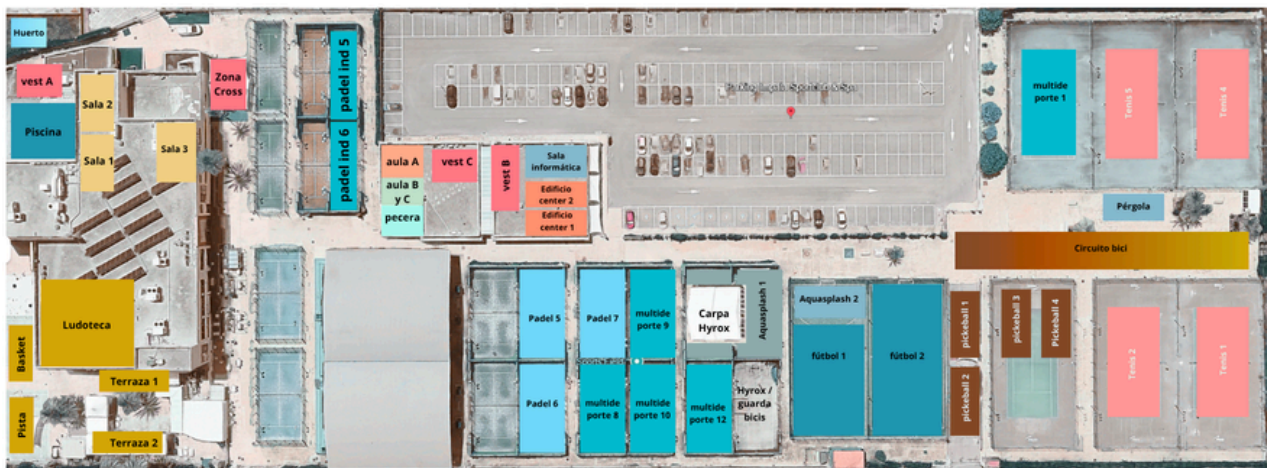 Huerto
vest A
Piscina
Sala 2
Sala 1
Sala 3
Zona
Cross
padel ind 5
padel ind 6
aula A
aula B
y C
pecera
vest C
vest B
Sala
informática
Edificio
center 2
Edificio
center 1
multide
porte 1
Tenis 5
Tenis 4
Pérgola
Circuito bici
Ludoteca
Basket
Pista
Terraza 1
Terraza 2
Padel 5
Padel 6
Padel 7
multide
porte 9
multide
porte 8
multide
porte 10
Carpa
Hyrox
Aquasplash 1
multide
porte 12
Hyrox /
guarda
bicis
Aquasplash 2
fútbol 1
fútbol 2
pickeball 1
pickeball 2
pickeball 3
Pickeball 4
Tenis 2
Tenis 1